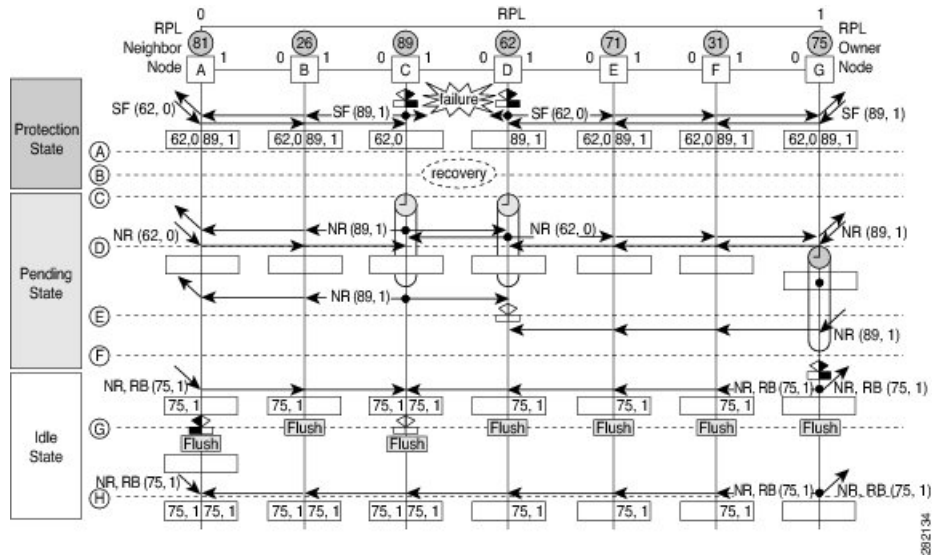 0 RPL 1
RPL Neighbor Node
RPL Owner Node
81 26 89 62 71 31 75
A 1 0 B 1 0 C 1 0 D 1 0 E 1 0 F 1 0 G
failure
SF (62, 0) SF (89, 1) SF (62, 0) SF (89, 1)
Protection State
62,0 89, 1 62,0 89, 1 62,0 89, 1 62,0 89, 1 62,0 89, 1 62,0 89, 1
A
B recovery
C
NR (89, 1) NR (62, 0)
NR (62, 0) NR (89, 1)
D
Pending State
NR (89, 1)
E
NR (89, 1)
F
NR, RB (75, 1) NR, RB (75, 1) NR, RB (75, 1)
75, 1 75, 1 75, 1 75, 1 75, 1 75, 1 75, 1
G
Flush Flush Flush Flush Flush Flush Flush
Idle State
NR, RB (75, 1) NR, RB (75, 1) NR, RB (75, 1)
H
75, 1 75, 1 75, 1 75, 1 75, 1 75, 1 75, 1 75, 1 75, 1
282134